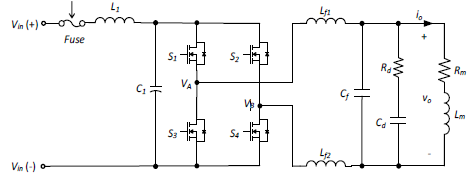 Vin (+)
Fuse
L1
C1
S1
S2
VA
VB
S3
S4
Vin (-)
Lf1
Lf2
Cf
Rd
Cd
io
+
vo
-
Rm
Lm